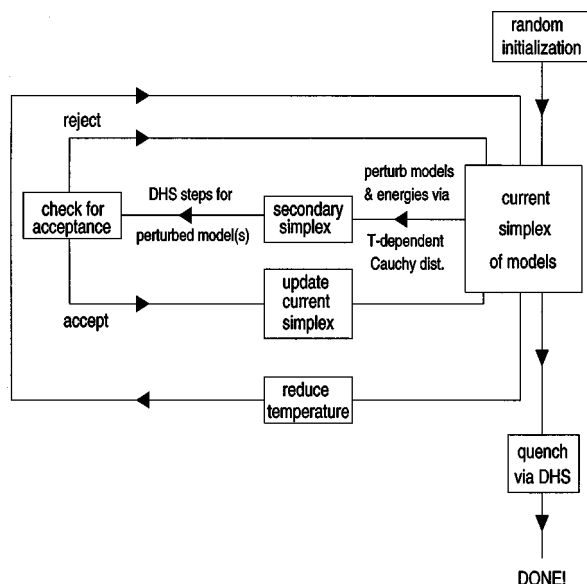 random
initialization
reject
perturb models
& energies via
T-dependent
Cauchy dist.
current
simplex
of models
secondary
simplex
DHS steps for
perturbed model(s)
check for
acceptance
accept
update
current
simplex
reduce
temperature
quench
via DHS
DONE!